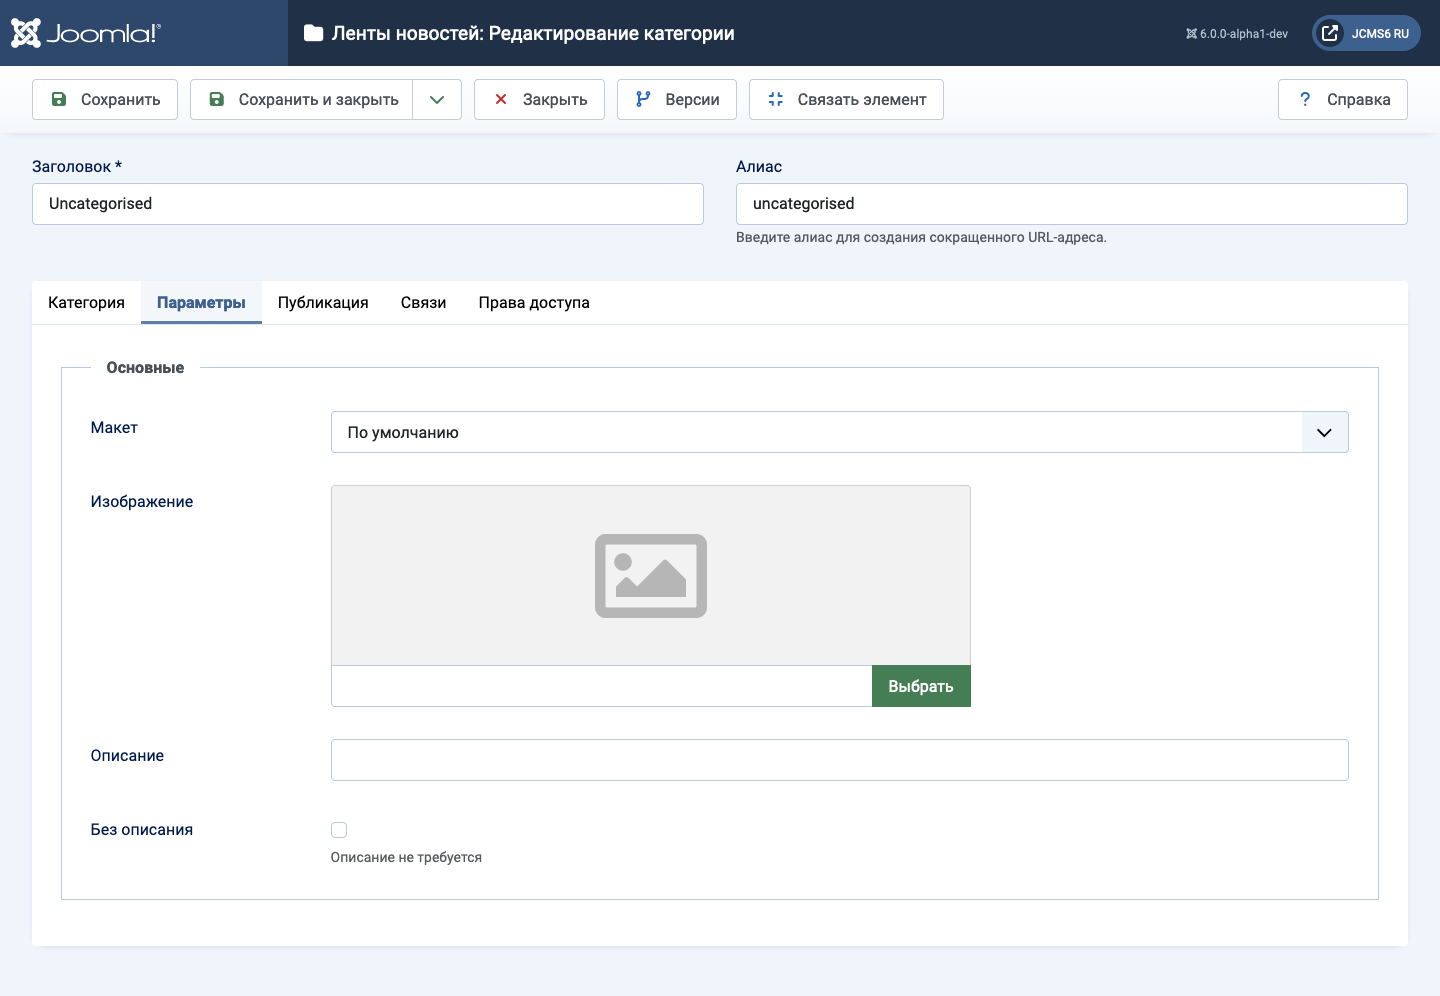 Joomla!® Ленты новостей: Редактирование категории 6.0.0-alpha1-dev JCMS6 RU
Сохранить Сохранить и закрыть Закрыть Версии Связать элемент ? Справка
Заголовок * Алиас
Uncategorised uncategorised
Введите алиас для создания сокращенного URL-адреса.
Категория Параметры Публикация Связи Права доступа
Основные
Макет По умолчанию
Изображение
Выбрать
Описание
Без описания
Описание не требуется